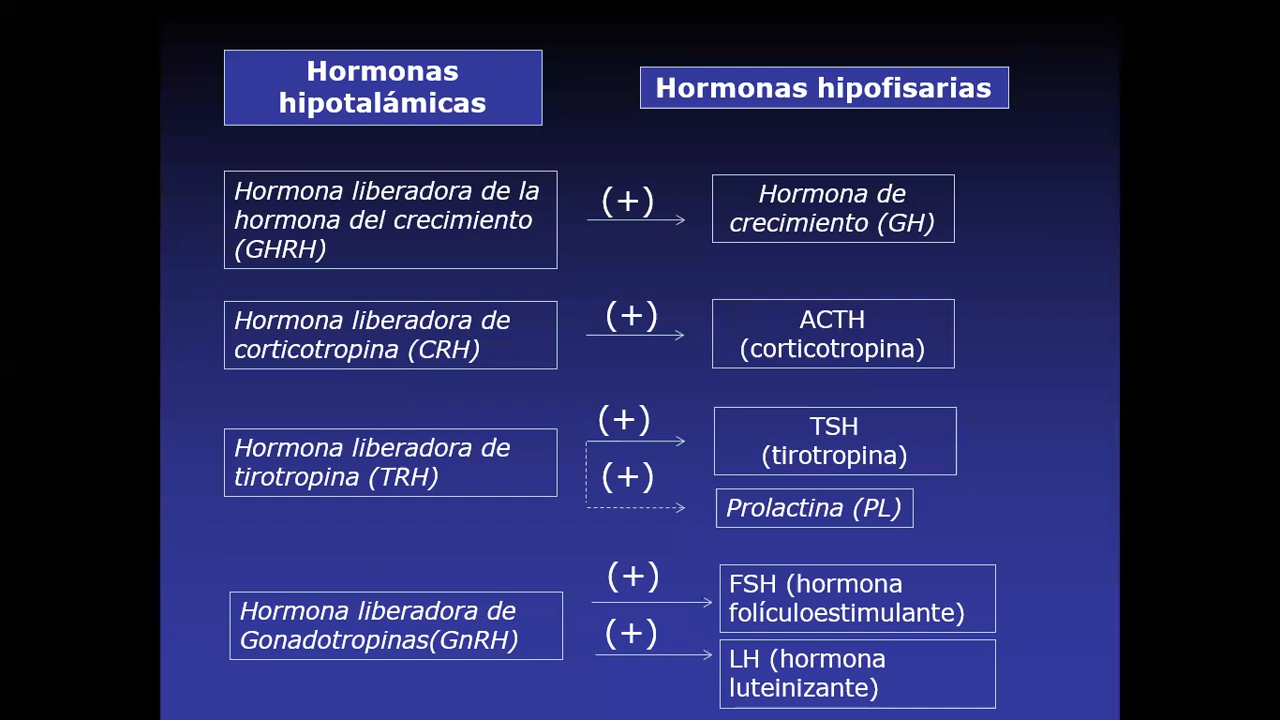 Hormonas
hipotalámicas
Hormonas hipofisarias
Hormona liberadora de la
hormona del crecimiento
(GHRH)
(+)
Hormona de
crecimiento (GH)
Hormona liberadora de
corticotropina (CRH)
(+)
ACTH
(corticotropina)
Hormona liberadora de
tirotropina (TRH)
(+)
TSH
(tirotropina)
(+)
Prolactina (PL)
Hormona liberadora de
Gonadotropinas(GnRH)
(+)
FSH (hormona
folículoestimulante)
(+)
LH (hormona
luteinizante)